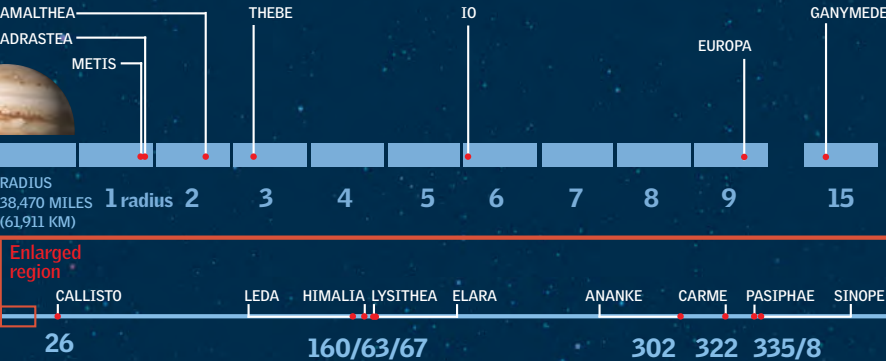 AMALTHEA
THEBE
IO
GANYMEDE
ADRASTEA
EUROPA
METIS
RADIUS
38,470 MILES
(61,911 KM)
1 radius 2 3 4 5 6 7 8 9 15
Enlarged
region
CALLISTO LEDA HIMALIA LYSITHEA ELARA ANANKE CARME PASIPHAE SINOPE
26 160/63/67 302 322 335/8